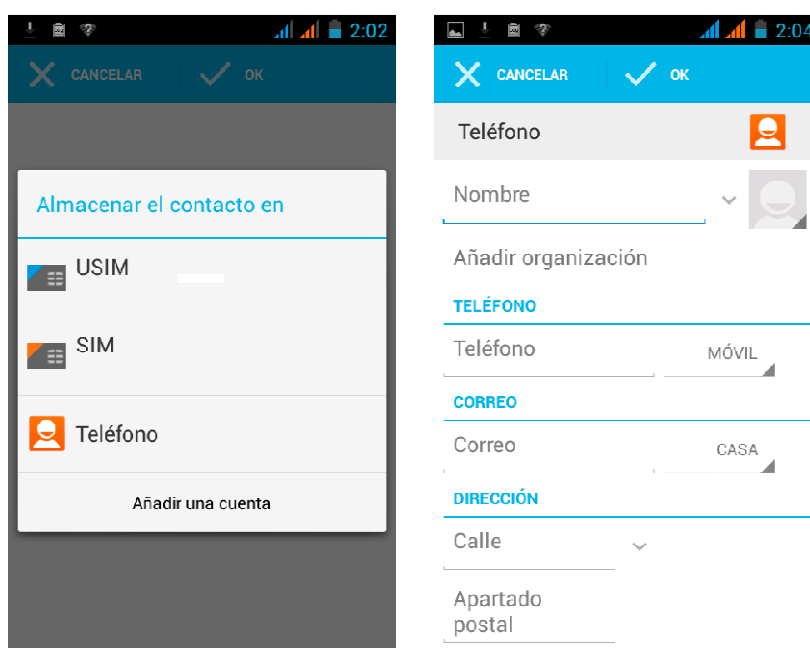 2:02
CANCELAR
OK
Almacenar el contacto en
USIM
SIM
Teléfono
Añadir una cuenta
2:04
CANCELAR
OK
Teléfono
Nombre
Añadir organización
TELÉFONO
Teléfono
MÓVIL
CORREO
Correo
CASA
DIRECCIÓN
Calle
Apartado
postal